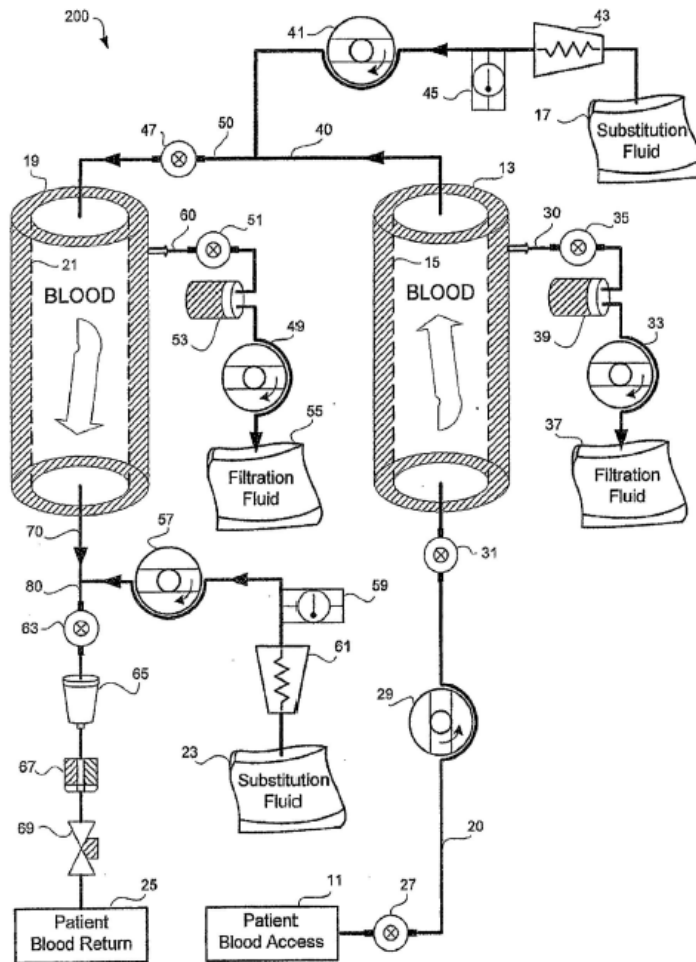 200
41
43
45
17
Substitution
Fluid
47
50
40
19
13
51
60
35
30
21
15
BLOOD
BLOOD
53
49
39
33
55
37
Filtration
Fluid
Filtration
Fluid
70
57
31
80
59
63
61
65
29
23
Substitution
Fluid
67
69
20
25
11
27
Patient
Blood Return
Patient
Blood Access